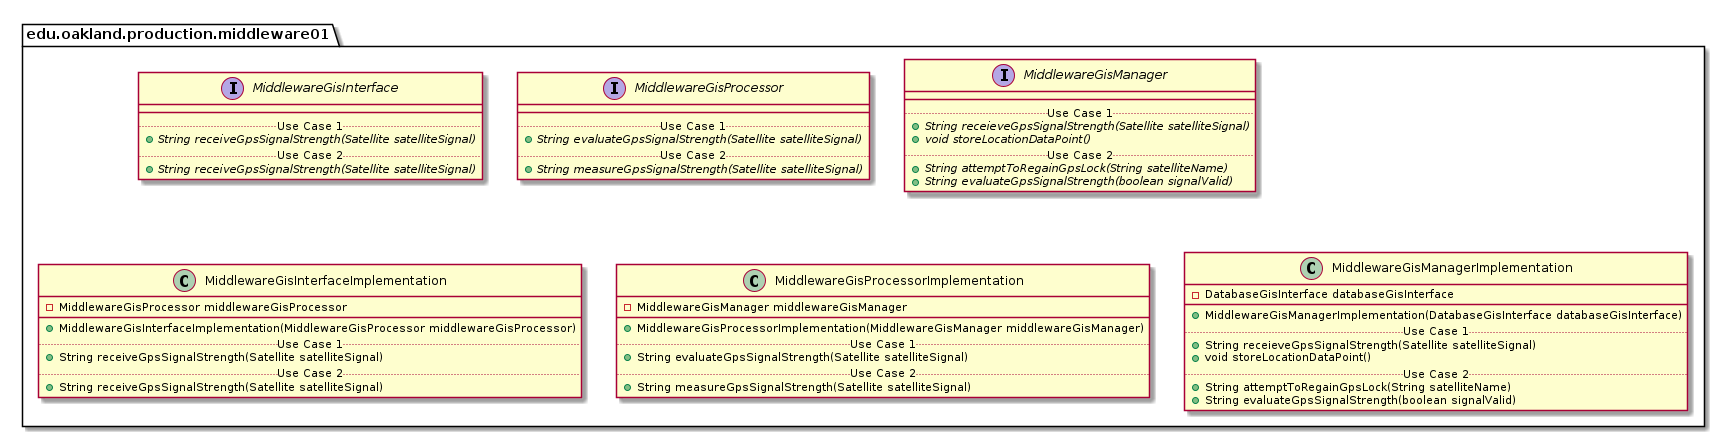 edu.oakland.production.middleware01
I MiddlewareGisInterface
Use Case 1
String receiveGpsSignalStrength(Satellite satelliteSignal)
Use Case 2
String receiveGpsSignalStrength(Satellite satelliteSignal)
I MiddlewareGisProcessor
Use Case 1
String evaluateGpsSignalStrength(Satellite satelliteSignal)
Use Case 2
String measureGpsSignalStrength(Satellite satelliteSignal)
I MiddlewareGisManager
Use Case 1
String receieveGpsSignalStrength(Satellite satelliteSignal)
void storeLocationDataPoint()
Use Case 2
String attemptToRegainGpsLock(String satelliteName)
String evaluateGpsSignalStrength(boolean signalValid)
C MiddlewareGisInterfaceImplementation
MiddlewareGisProcessor middlewareGisProcessor
MiddlewareGisInterfaceImplementation(MiddlewareGisProcessor middlewareGisProcessor)
Use Case 1
String receiveGpsSignalStrength(Satellite satelliteSignal)
Use Case 2
String receiveGpsSignalStrength(Satellite satelliteSignal)
C MiddlewareGisProcessorImplementation
MiddlewareGisManager middlewareGisManager
MiddlewareGisProcessorImplementation(MiddlewareGisManager middlewareGisManager)
Use Case 1
String evaluateGpsSignalStrength(Satellite satelliteSignal)
Use Case 2
String measureGpsSignalStrength(Satellite satelliteSignal)
C MiddlewareGisManagerImplementation
DatabaseGisInterface databaseGisInterface
MiddlewareGisManagerImplementation(DatabaseGisInterface databaseGisInterface)
Use Case 1
String receieveGpsSignalStrength(Satellite satelliteSignal)
void storeLocationDataPoint()
Use Case 2
String attemptToRegainGpsLock(String satelliteName)
String evaluateGpsSignalStrength(boolean signalValid)